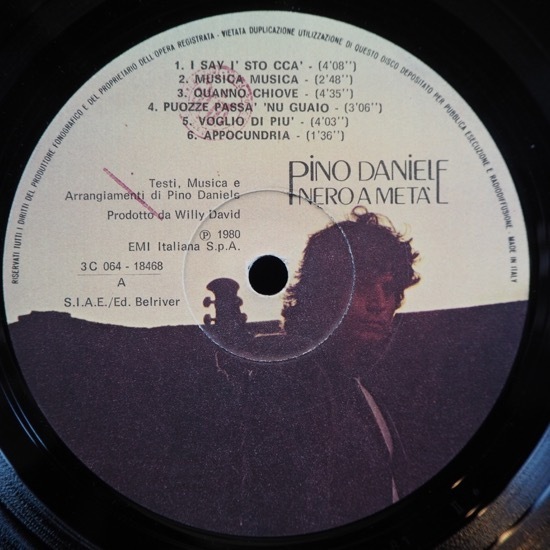 RISERVATI TUTTI I DIRITTI DEL PRODUTTORE FONOGRAFICO E DEL PROPRIETARIO DELL'OPERA REGISTRATA - VIETATA DUPLICAZIONE UTILIZZAZIONE DI QUESTO DISCO DEPOSITATO PER PUBBLICA ESECUZIONE E RADIODIFFUSIONE - MADE IN ITALY
1. I SAY I' STO CCA' - (4'08")
2. MUSICA MUSICA - (2'48")
3. QUANNO CHIOVE - (4'35")
4. PUOZZE PASSA' 'NU GUAIO - (3'06")
5. VOGLIO DI PIU' - (4'03")
6. APPOCUNDRIA - (1'36")
PINO DANIELE
NERO A META'
Testi, Musica e
Arrangiamenti di Pino Daniele
Prodotto da Willy David
Ⓟ 1980
EMI Italiana S.p.A.
3C 064 - 18468
A
S.I.A.E./Ed. Belriver